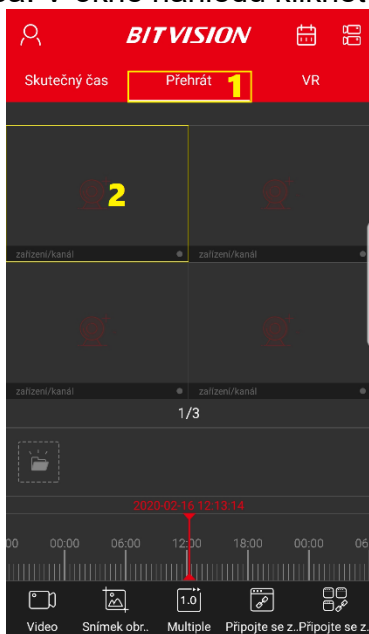 BITVISION
Skutečný čas Přehrát 1 VR
2
zařízení/kanál zařízení/kanál
zařízení/kanál zařízení/kanál
1/3
2020-02-16 12:13:14
00 00:00 06:00 12:00 18:00 00:00 06
1.0
Video Snímek obr.. Multiple Připojte se z.. Připojte se z..